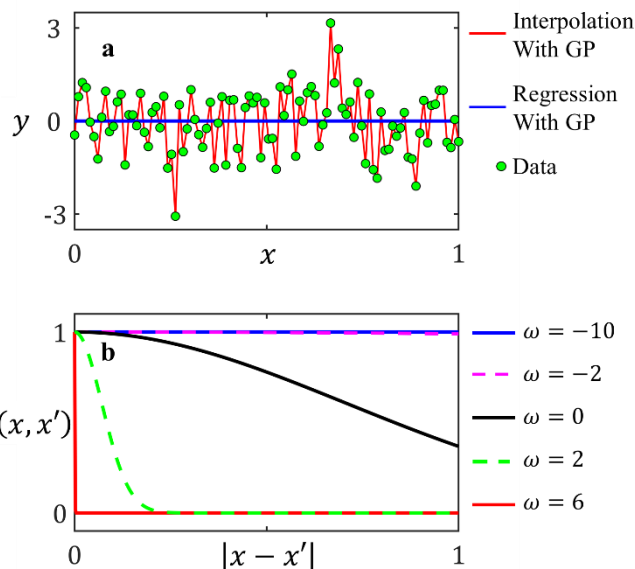 3
a
Interpolation
With GP
y
0
Regression
With GP
Data
-3
0
x
1
1
b
(x, x′)
0
0
|x − x′|
1
ω = −10
ω = −2
ω = 0
ω = 2
ω = 6